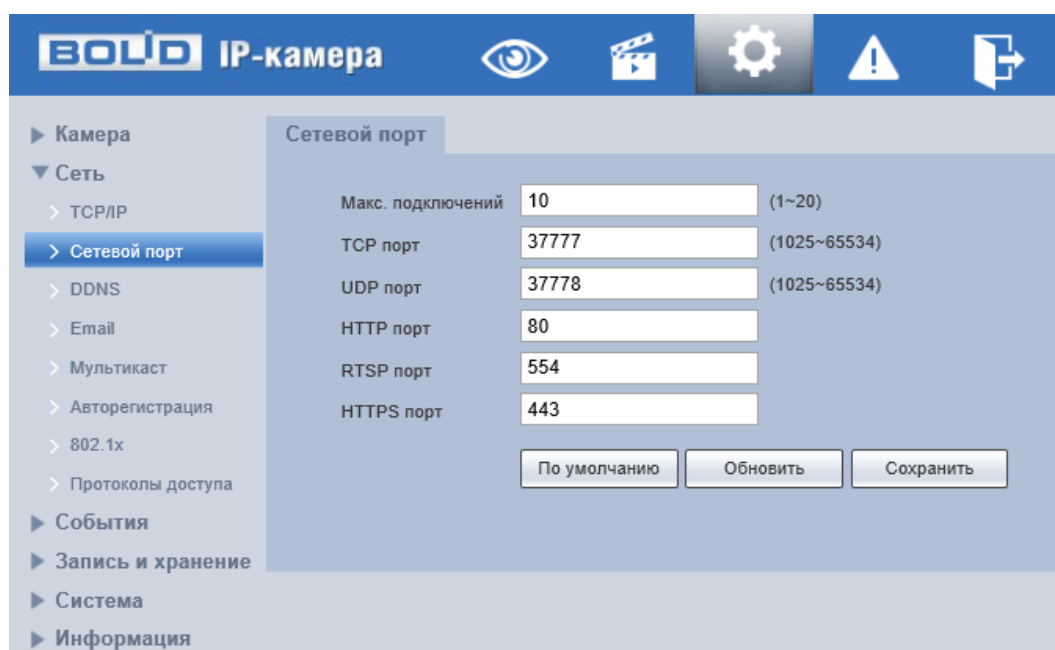 BOLID IP-камера
Камера
Сеть
TCP/IP
Сетевой порт
DDNS
Email
Мультикаст
Авторегистрация
802.1x
Протоколы доступа
События
Запись и хранение
Система
Информация
Сетевой порт
Макс. подключений 10 (1~20)
TCP порт 37777 (1025~65534)
UDP порт 37778 (1025~65534)
HTTP порт 80
RTSP порт 554
HTTPS порт 443
По умолчанию Обновить Сохранить